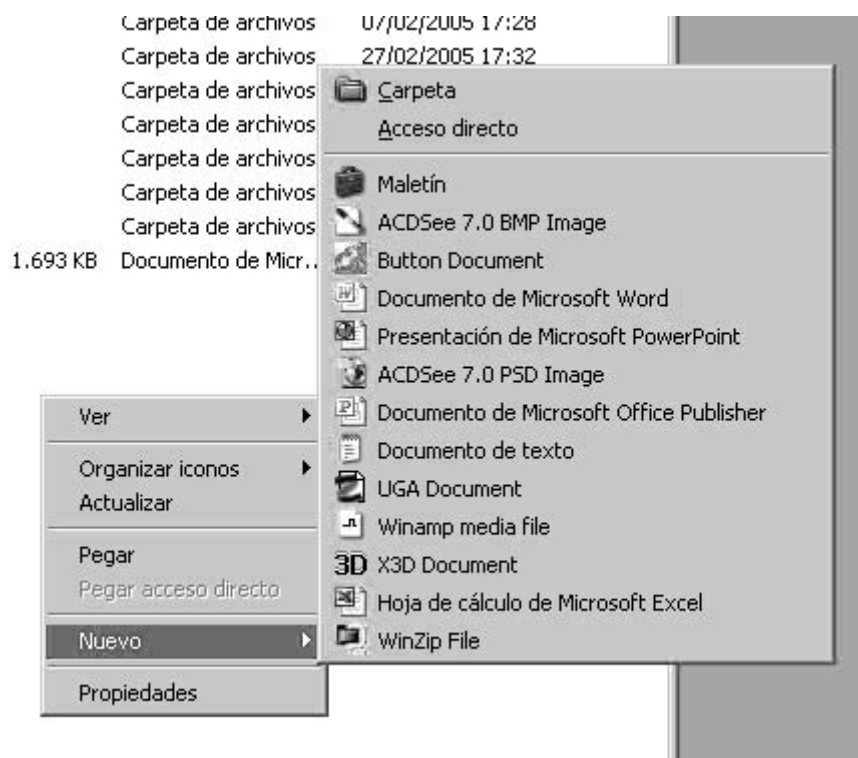 Carpeta de archivos 07/02/2005 17:28
Carpeta de archivos 27/02/2005 17:32
Carpeta de archivos
Carpeta de archivos
Carpeta de archivos
Carpeta de archivos
Carpeta de archivos
1.693 KB Documento de Micr..
Carpeta
Acceso directo
Maletín
ACDSee 7.0 BMP Image
Button Document
Documento de Microsoft Word
Presentación de Microsoft PowerPoint
ACDSee 7.0 PSD Image
Documento de Microsoft Office Publisher
Documento de texto
UGA Document
Winamp media file
3D X3D Document
Hoja de cálculo de Microsoft Excel
WinZip File
Ver
Organizar iconos
Actualizar
Pegar
Pegar acceso directo
Nuevo
Propiedades